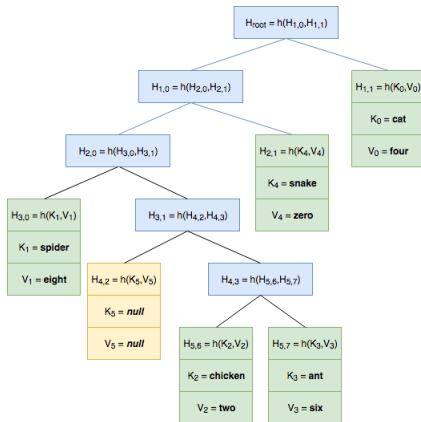 H_root = h(H_1,0,H_1,1)
H_1,0 = h(H_2,0,H_2,1)
H_1,1 = h(K_0,V_0)
K_0 = cat
V_0 = four
H_2,0 = h(H_3,0,H_3,1)
H_2,1 = h(K_4,V_4)
K_4 = snake
V_4 = zero
H_3,0 = h(K_1,V_1)
K_1 = spider
V_1 = eight
H_3,1 = h(H_4,2,H_4,3)
H_4,2 = h(K_5,V_5)
K_5 = null
V_5 = null
H_4,3 = h(H_5,6,H_5,7)
H_5,6 = h(K_2,V_2)
K_2 = chicken
V_2 = two
H_5,7 = h(K_3,V_3)
K_3 = ant
V_3 = six